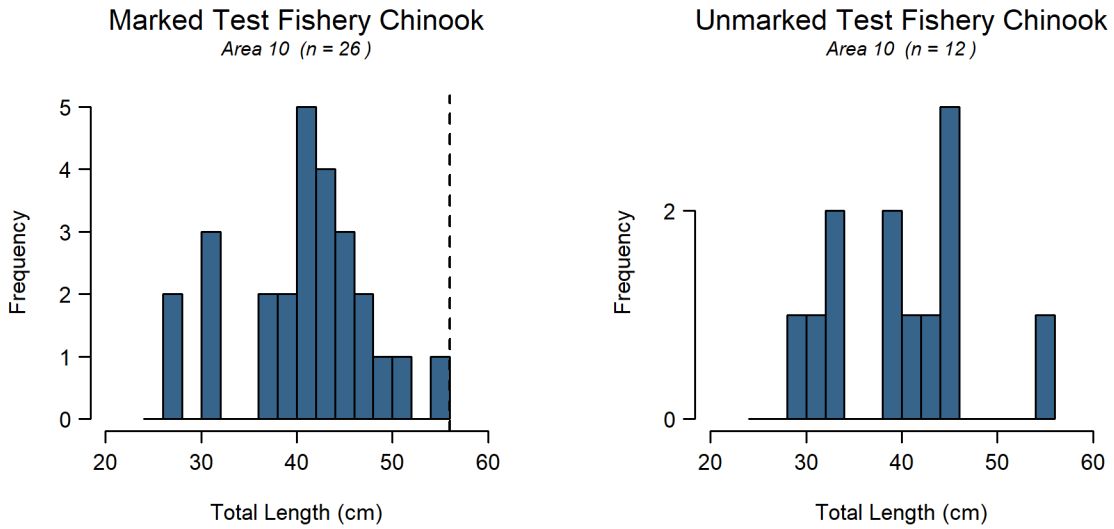 Marked Test Fishery Chinook
Area 10 (n = 26 )
5
4
3
2
1
0
Frequency
20 30 40 50 60
Total Length (cm)
Unmarked Test Fishery Chinook
Area 10 (n = 12 )
2
0
Frequency
20 30 40 50 60
Total Length (cm)